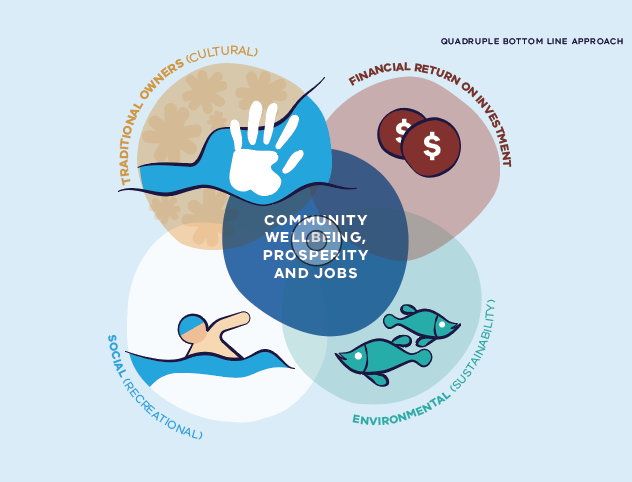 QUADRUPLE BOTTOM LINE APPROACH
TRADITIONAL OWNERS (CULTURAL)
FINANCIAL RETURN ON INVESTMENT
$
$
COMMUNITY
WELLBEING,
PROSPERITY
AND JOBS
SOCIAL (RECREATIONAL)
ENVIRONMENTAL (SUSTAINABILITY)